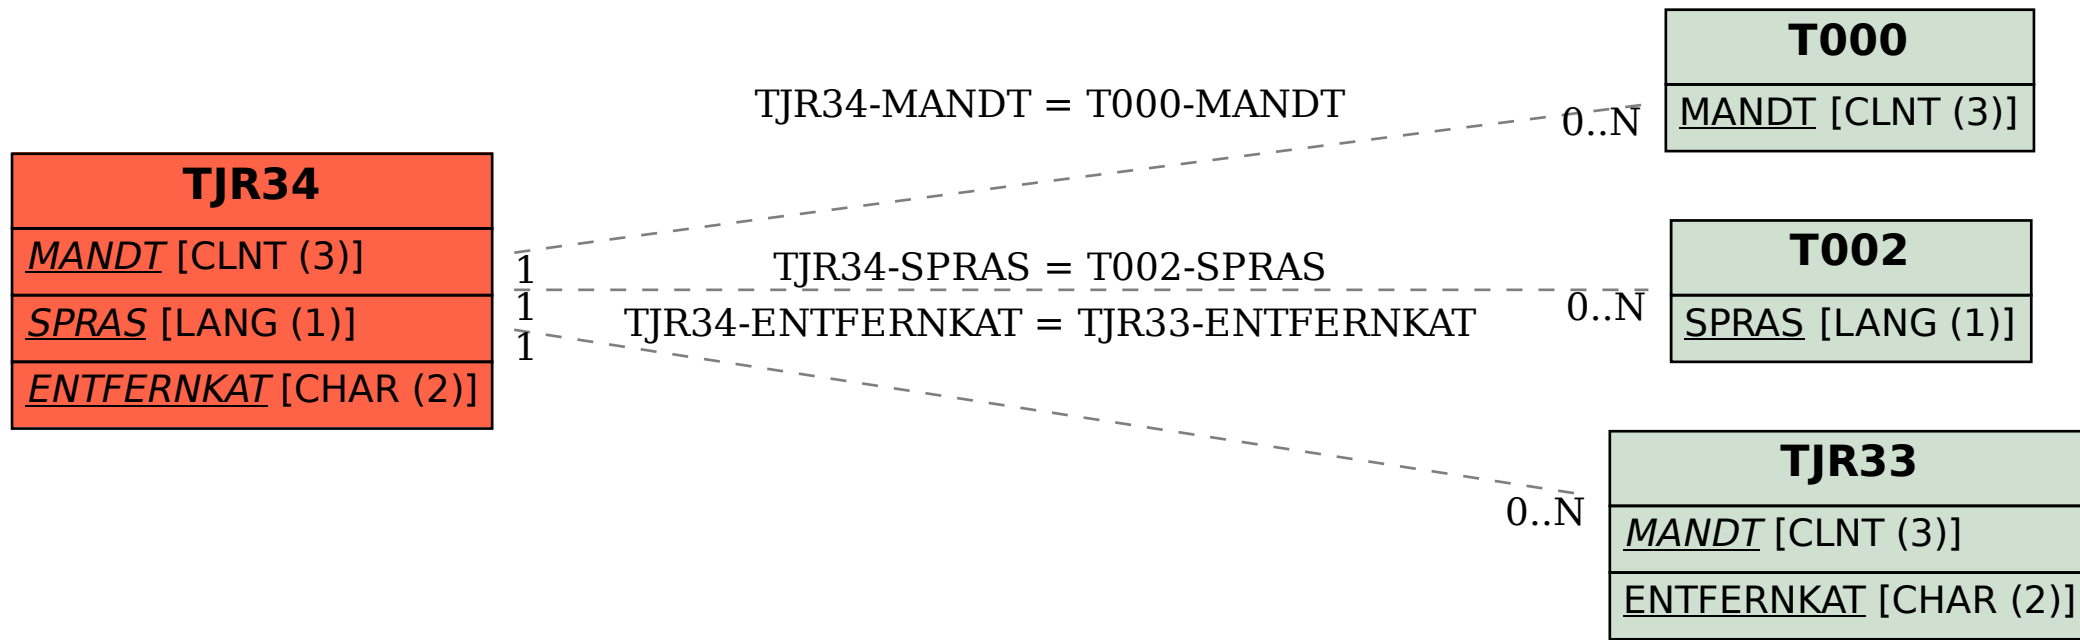 TJR34
MANDT [CLNT (3)]
SPRAS [LANG (1)]
ENTFERNKAT [CHAR (2)]
TJR34-MANDT = T000-MANDT
1
0..N
TJR34-SPRAS = T002-SPRAS
1
0..N
TJR34-ENTFERNKAT = TJR33-ENTFERNKAT
1
0..N
T000
MANDT [CLNT (3)]
T002
SPRAS [LANG (1)]
TJR33
MANDT [CLNT (3)]
ENTFERNKAT [CHAR (2)]